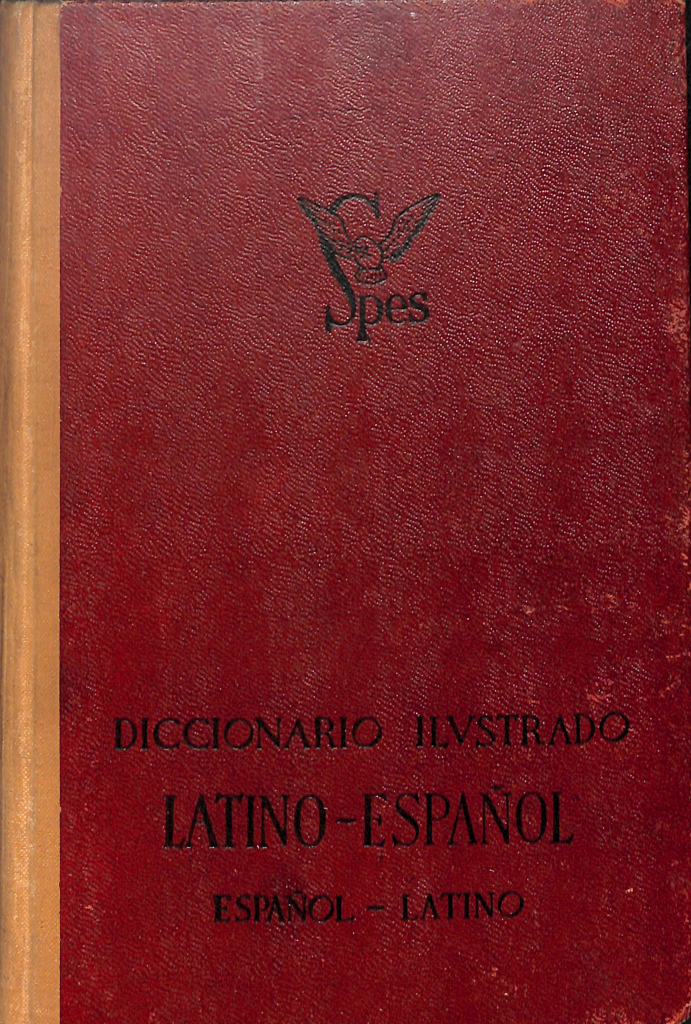 Spes
DICCIONARIO ILVSTRADO
LATINO-ESPAÑOL
ESPAÑOL - LATINO